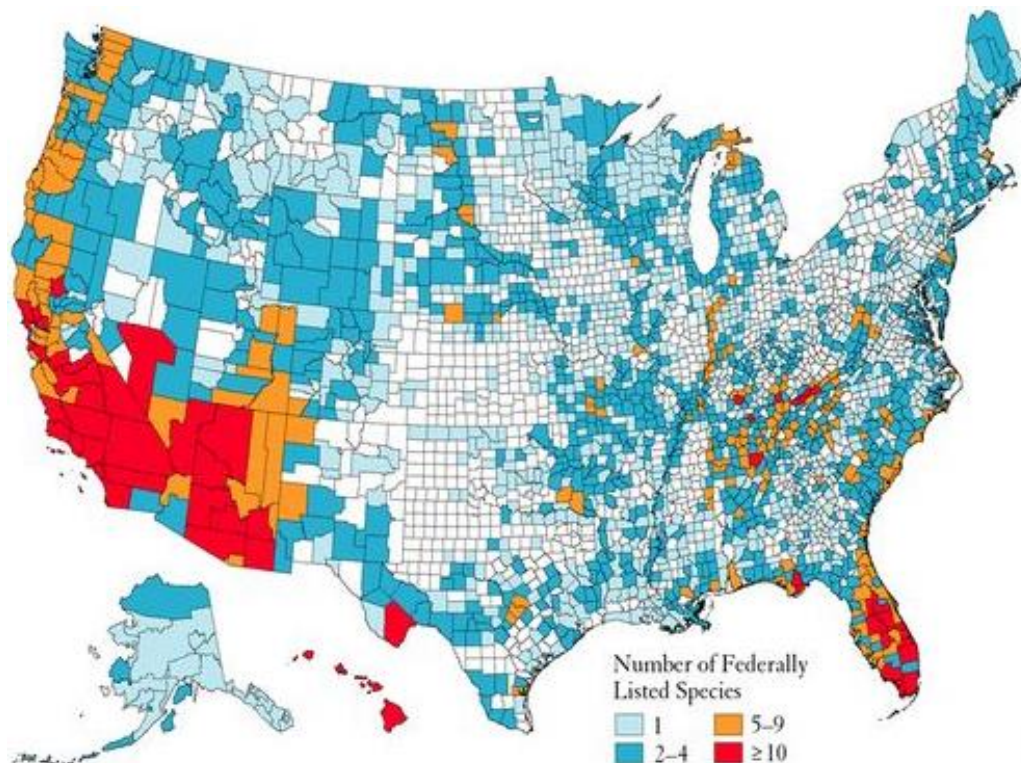 Number of Federally
Listed Species
1
5–9
2–4
≥10